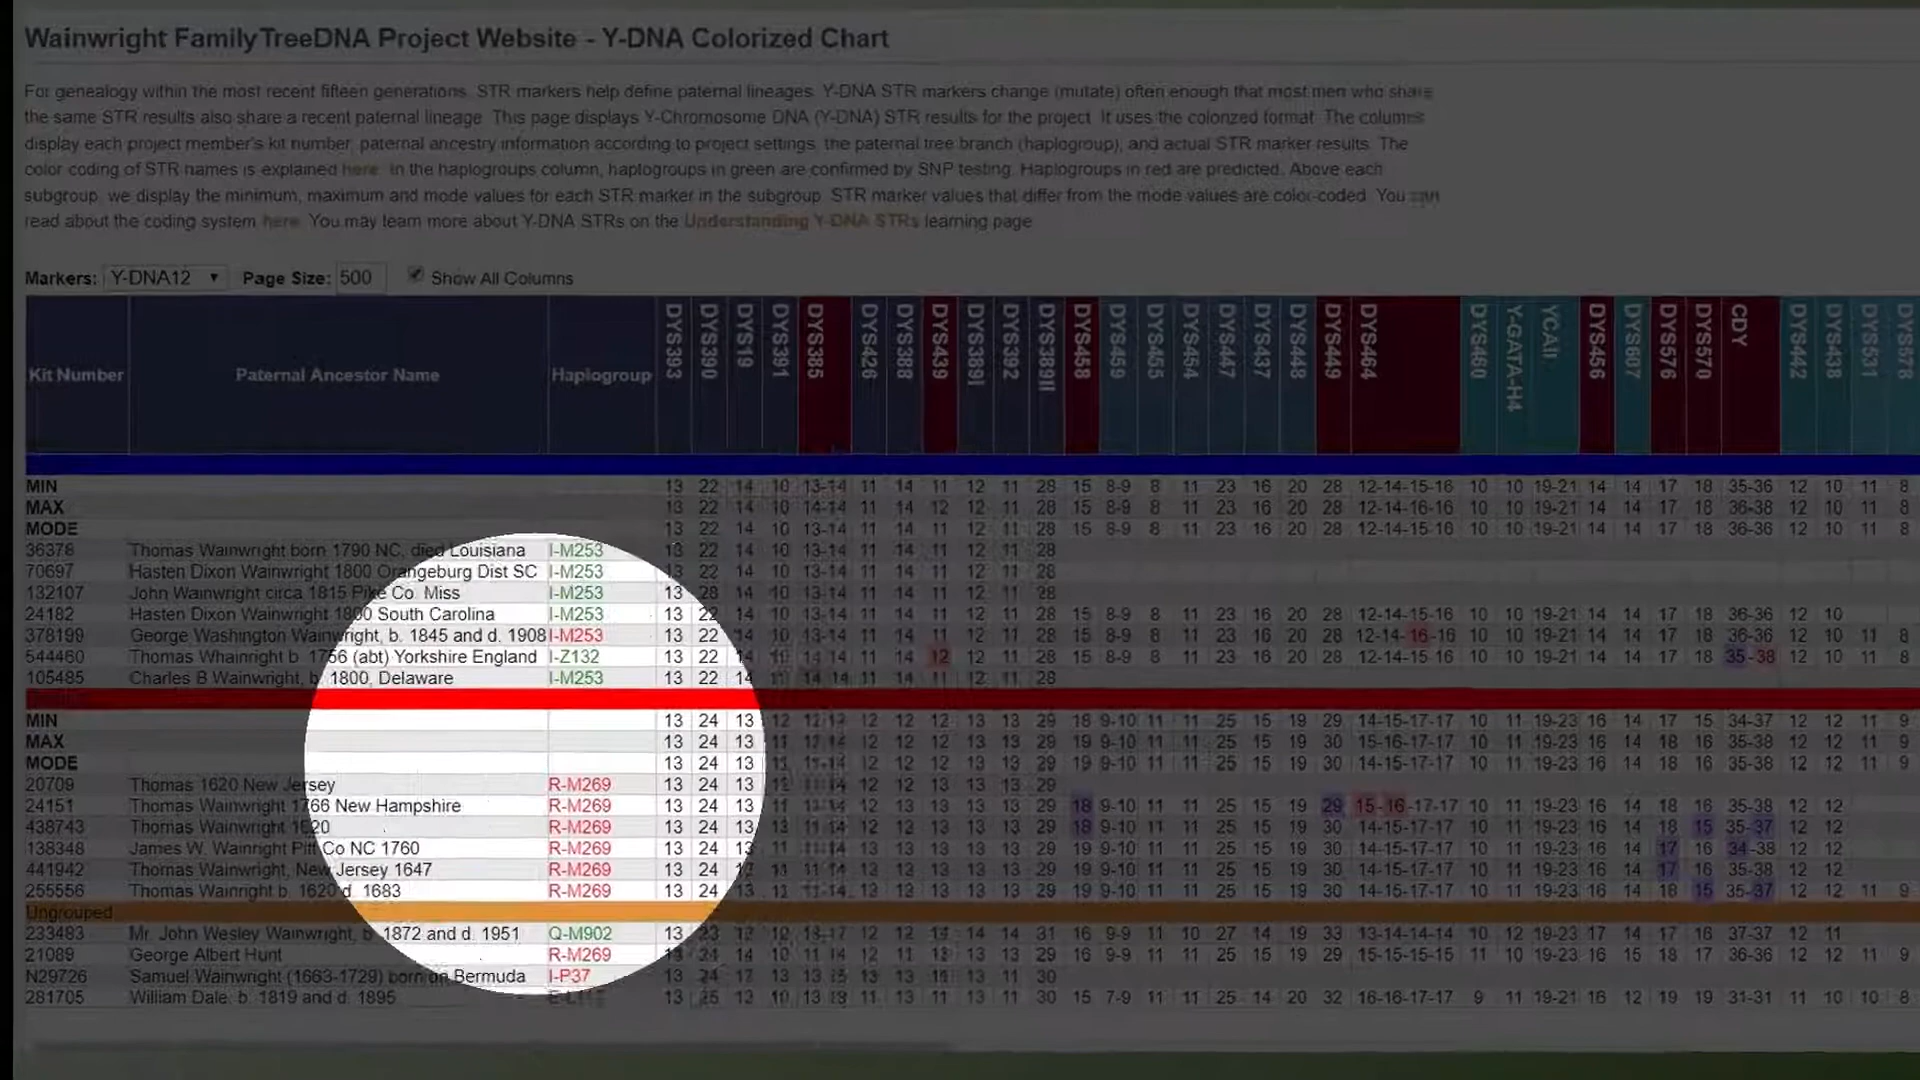 Wainwright FamilyTreeDNA Project Website - Y-DNA Colorized Chart
For genealogy within the most recent fifteen generations, STR markers help define paternal lineages. Y-DNA STR markers change (mutate) often enough that most men who share
the same STR results also share a recent paternal lineage. This page displays Y-Chromosome DNA (Y-DNA) STR results for the project. It uses the colorized format. The columns
display each project member's kit number, paternal ancestry information according to project settings, the paternal tree branch (haplogroup), and actual STR marker results. The
color coding of STR names is explained here. In the haplogroups column, haplogroups in green are confirmed by SNP testing. Haplogroups in red are predicted. Above each
subgroup, we display the minimum, maximum and mode values for each STR marker in the subgroup. STR marker values that differ from the mode values are color-coded. You can
read about the coding system here. You may learn more about Y-DNA STRs on the Understanding Y-DNA STRs learning page
Markers: Y-DNA12 Page Size: 500 Show All Columns
Kit Number Paternal Ancestor Name Haplogroup DYS393 DYS390 DYS19 DYS391 DYS385 DYS426 DYS388 DYS439 DYS389I DYS392 DYS389II DYS458 DYS459 DYS455 DYS454 DYS447 DYS437 DYS448 DYS449 DYS464 DYS460 Y-GATA-H4 YCAII DYS456 DYS607 DYS576 DYS570 CDY DYS442 DYS438 DYS531 DYS578
MIN 13 22 14 10 13-14 11 14 11 12 11 28 15 8-9 8 11 23 16 20 28 12-14-15-16 10 10 19-21 14 14 17 18 35-36 12 10 11 8
MAX 13 22 14 10 14-14 11 14 12 12 11 28 15 8-9 8 11 23 16 20 28 12-14-16-16 10 10 19-21 14 14 17 18 36-38 12 10 11 8
MODE 13 22 14 10 13-14 11 14 11 12 11 28 15 8-9 8 11 23 16 20 28 12-14-15-16 10 10 19-21 14 14 17 18 36-36 12 10 11 8
36378 Thomas Wainwright born 1790 NC, died Louisiana I-M253 13 22 14 10 13-14 11 14 11 12 11 28
70697 Hasten Dixon Wainwright 1800 Orangeburg Dist SC I-M253 13 22 14 10 13-14 11 14 11 12 11 28
132107 John Wainwright circa 1815 Pike Co. Miss I-M253 13 14 10 13-14 11 14 11 12 11 28
24182 Hasten Dixon Wainwright 1800 South Carolina I-M253 13 22 14 10 13-14 11 14 11 12 11 28 15 8-9 8 11 23 16 20 28 12-14-15-16 10 10 19-21 14 14 17 18 36-36 12 10
378199 George Washington Wainwright, b. 1845 and d. 1908 I-M253 13 22 14 10 13-14 11 14 11 12 11 28 15 8-9 8 11 23 16 20 28 12-14-16-16 10 10 19-21 14 14 17 18 36-36 12 10 11 8
544460 Thomas Whainwright b. 1756 (abt) Yorkshire England I-Z132 13 22 14 10 14-14 11 14 12 12 11 28 15 8-9 8 11 23 16 20 28 12-14-15-16 10 10 19-21 14 14 17 18 35-38 12 10 11 8
105485 Charles B Wainwright, b. 1800, Delaware I-M253 13 22 14 14-14 11 14 11 12 11 28
MIN 13 24 13 29 18 9-10 11 11 25 15 19 29 14-15-17-17 10 11 19-23 16 14 17 15 34-37 12 12 11 9
MAX 13 24 13 12 12 12 13 13 13 29 19 9-10 11 11 25 15 19 30 15-16-17-17 10 11 19-23 16 14 18 16 35-38 12 12 11 9
MODE 13 24 13 12 12 13 13 13 29 19 9-10 11 11 25 15 19 30 14-15-17-17 10 11 19-23 16 14 18 16 35-38 12 12 11 9
20709 Thomas 1620 New Jersey R-M269 13 24 13 12 12 13 13 13 29
24151 Thomas Wainwright 1766 New Hampshire R-M269 13 24 13 12 12 13 13 13 29 18 9-10 11 11 25 15 19 29 15-16-17-17 10 11 19-23 16 14 18 16 35-38 12 12
438743 Thomas Wainwright 1620 R-M269 13 24 13 11-14 12 12 13 13 13 29 18 9-10 11 11 25 15 19 30 14-15-17-17 10 11 19-23 16 14 18 15 35-37 12 12
138348 James W. Wainright Pitt Co NC 1760 R-M269 13 24 13 11 12 12 13 13 13 29 19 9-10 11 11 25 15 19 30 14-15-17-17 10 11 19-23 16 14 17 16 34-38 12 12
441942 Thomas Wainwright, New Jersey 1647 R-M269 13 24 29 19 9-10 11 11 25 15 19 30 14-15-17-17 10 11 19-23 16 14 17 16 35-38 12 12
255556 Thomas Wainright b. 1620 d. 1683 R-M269 13 24 13 29 19 9-10 11 11 25 15 19 30 14-15-17-17 10 11 19-23 16 14 18 15 35-37 12 12 11 9
Ungrouped
233483 Mr. John Wesley Wainwright, b. 1872 and d. 1951 Q-M902 13 12 12 14 14 31 16 9-9 11 10 27 14 19 33 13-14-14-14 10 12 19-23 17 14 17 16 37-37 12 11
21089 George Albert Hunt R-M269 13 24 14 10 11 12 13 13 29 16 9-9 11 11 25 14 19 29 15-15-15-15 11 10 19-23 16 15 18 17 36-36 12 12 11 9
N29726 Samuel Wainwright (1663-1729) born on Bermuda I-P37 13 24 17 13 13 13 13 11 30
281705 William Dale: b. 1819 and d. 1895 13 25 13 10 11 13 11 13 11 30 15 7-9 11 11 25 14 20 32 16-16-17-17 9 11 19-21 16 12 19 19 31-31 11 10 10 8